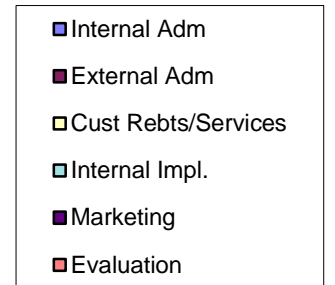 Internal Adm
External Adm
Cust Rebts/Services
Internal Impl.
Marketing
Evaluation